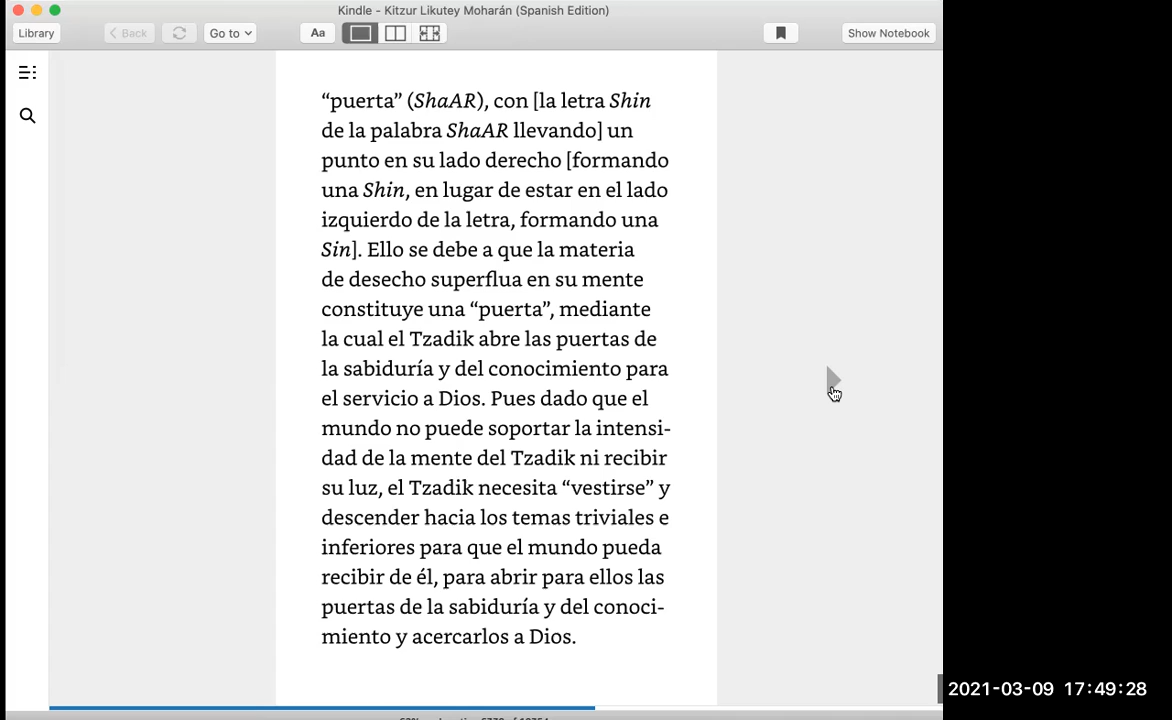 Kindle - Kitzur Likutey Moharán (Spanish Edition)
Library
Back
Go to
Aa
Show Notebook
“puerta” (ShaAR), con [la letra Shin
de la palabra ShaAR llevando] un
punto en su lado derecho [formando
una Shin, en lugar de estar en el lado
izquierdo de la letra, formando una
Sin]. Ello se debe a que la materia
de desecho superflua en su mente
constituye una “puerta”, mediante
la cual el Tzadik abre las puertas de
la sabiduría y del conocimiento para
el servicio a Dios. Pues dado que el
mundo no puede soportar la intensi-
dad de la mente del Tzadik ni recibir
su luz, el Tzadik necesita “vestirse” y
descender hacia los temas triviales e
inferiores para que el mundo pueda
recibir de él, para abrir para ellos las
puertas de la sabiduría y del conoci-
miento y acercarlos a Dios.
2021-03-09 17:49:28